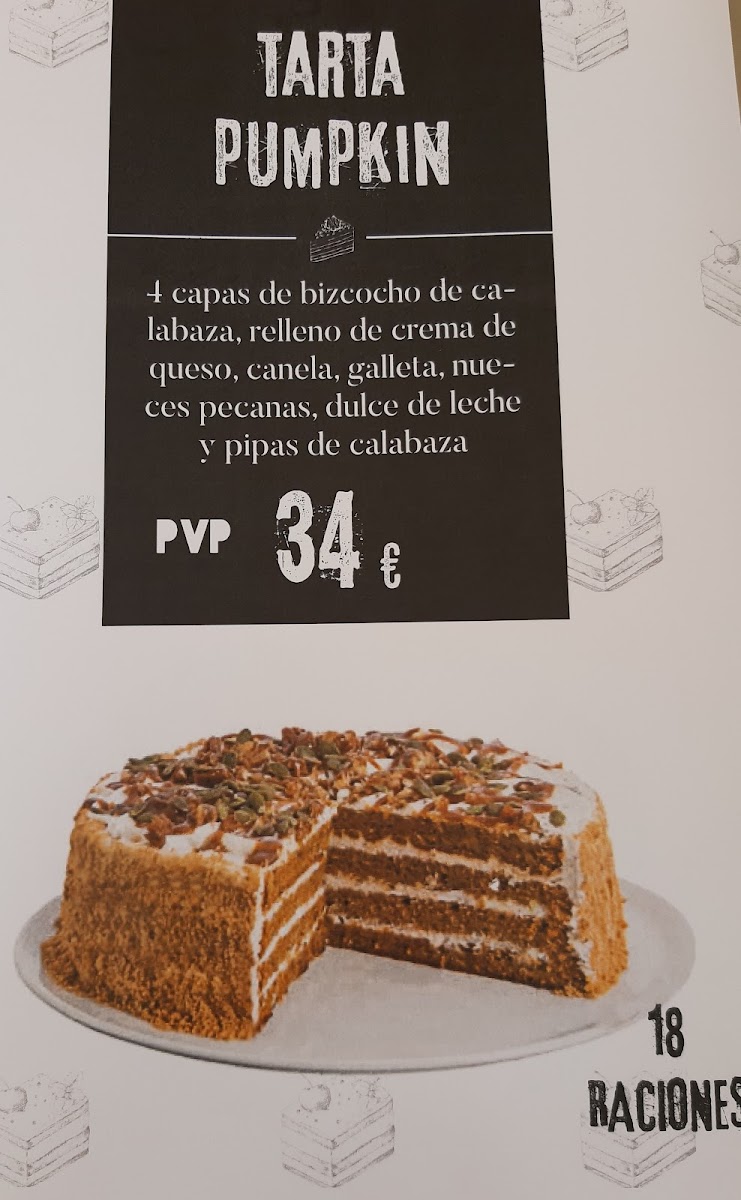 TARTA
PUMPKIN
4 capas de bizcocho de ca-
labaza, relleno de crema de
queso, canela, galleta, nue-
ces pecanas, dulce de leche
y pipas de calabaza
PVP 34 €
18
RACIONES